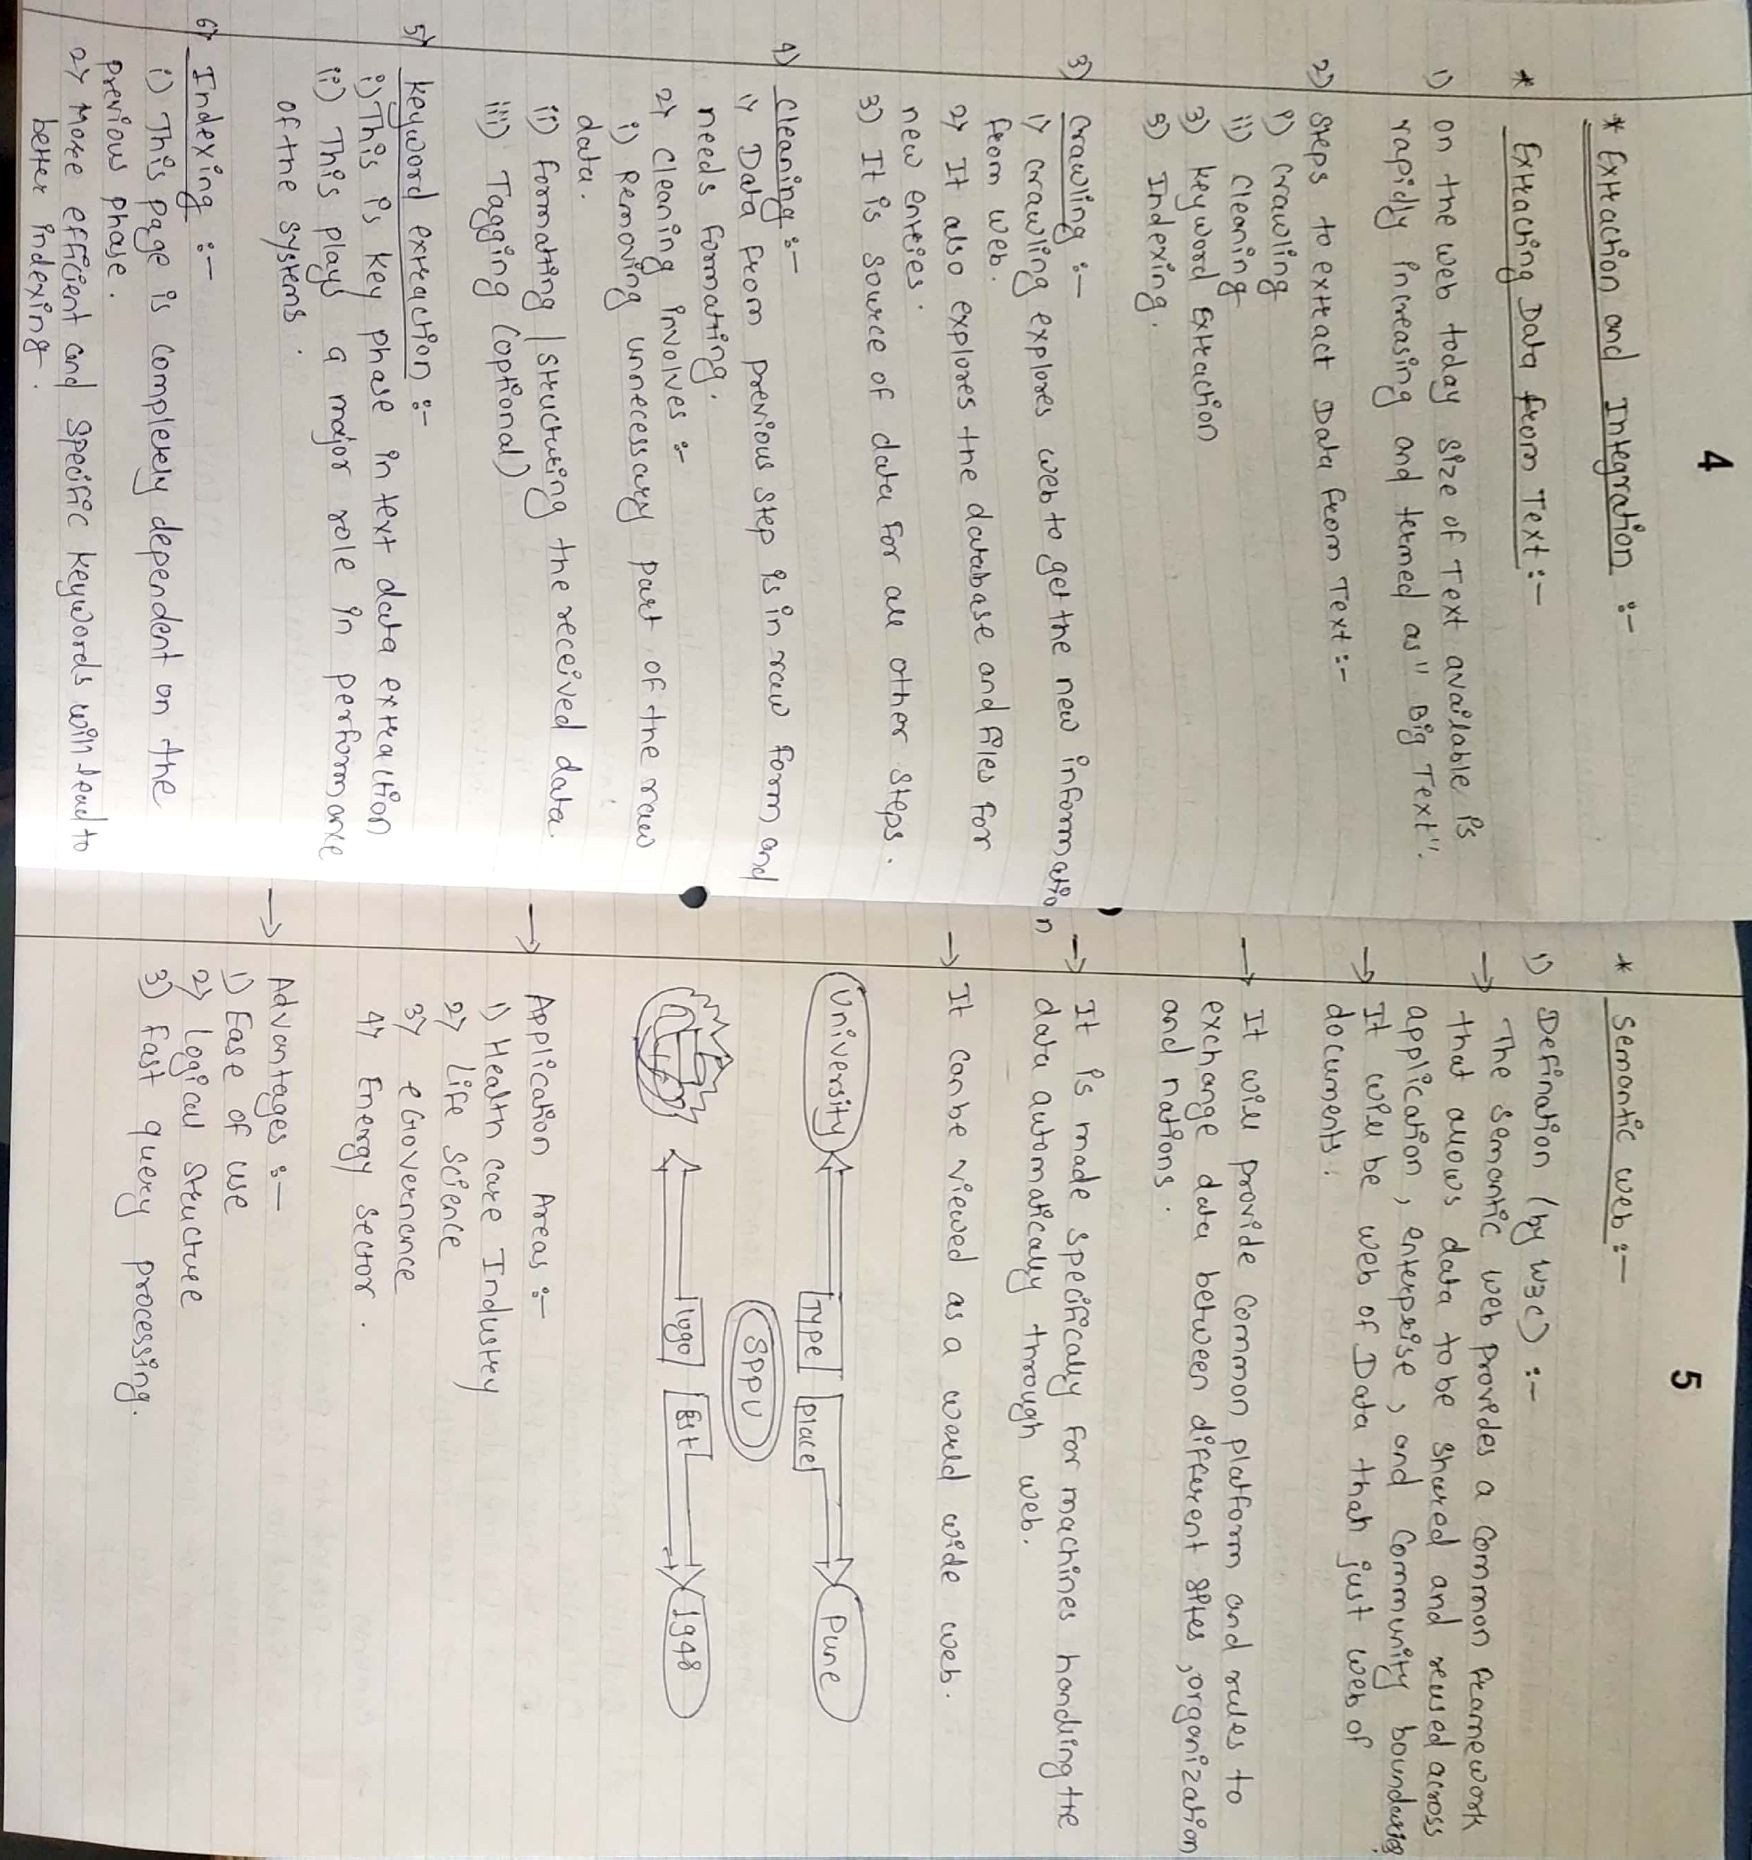 4
* Extraction and Integration :-
* Extracting Data from Text :-
1) on the web today size of Text available is
rapidly increasing and termed as "Big Text".
2) Steps to extract Data from Text :-
i) Crawling
ii) Cleaning
3) Keyword Extraction
5) Indexing.
3) Crawling :-
1) Crawling explores web to get the new information
from web.
2) It also explores the database and files for
new enteies.
3) It is source of data for all other steps.
4) Cleaning :-
1) Data from previous step is in raw form and
needs formatting.
2) Cleaning involves :-
i) Removing unnecessary part of the raw
data.
ii) formatting / structuring the received data.
iii) Tagging (optional)
5) Keyword extraction :-
i) This is key phase in text data extraction
ii) This plays a major role in performance
of the systems.
6) Indexing :-
i) This page is completely dependent on the
previous phase.
2) More efficient and specific keywords will lead to
better indexing.
5
* Semantic web :-
1) Defination (by W3C) :-
→ The semantic web provedes a common framework
that allows data to be shared and reused across
application, enterprise, and community boundaries.
→ It will be web of Data than just web of
documents.
→ It will provide common platform and rules to
exchange data between different sites, organization
and nations.
→ It is made specifically for machines handling the
data automatically through web.
→ It can be viewed as a world wide web.
University Type Place Pune
SPPU
logo Est 1948
→ Application Areas :-
1) Health care Industry
2) Life Science
3) eGovernance
4) Energy sector.
→ Advantages :-
1) Ease of use
2) Logical Structure
3) fast query processing.